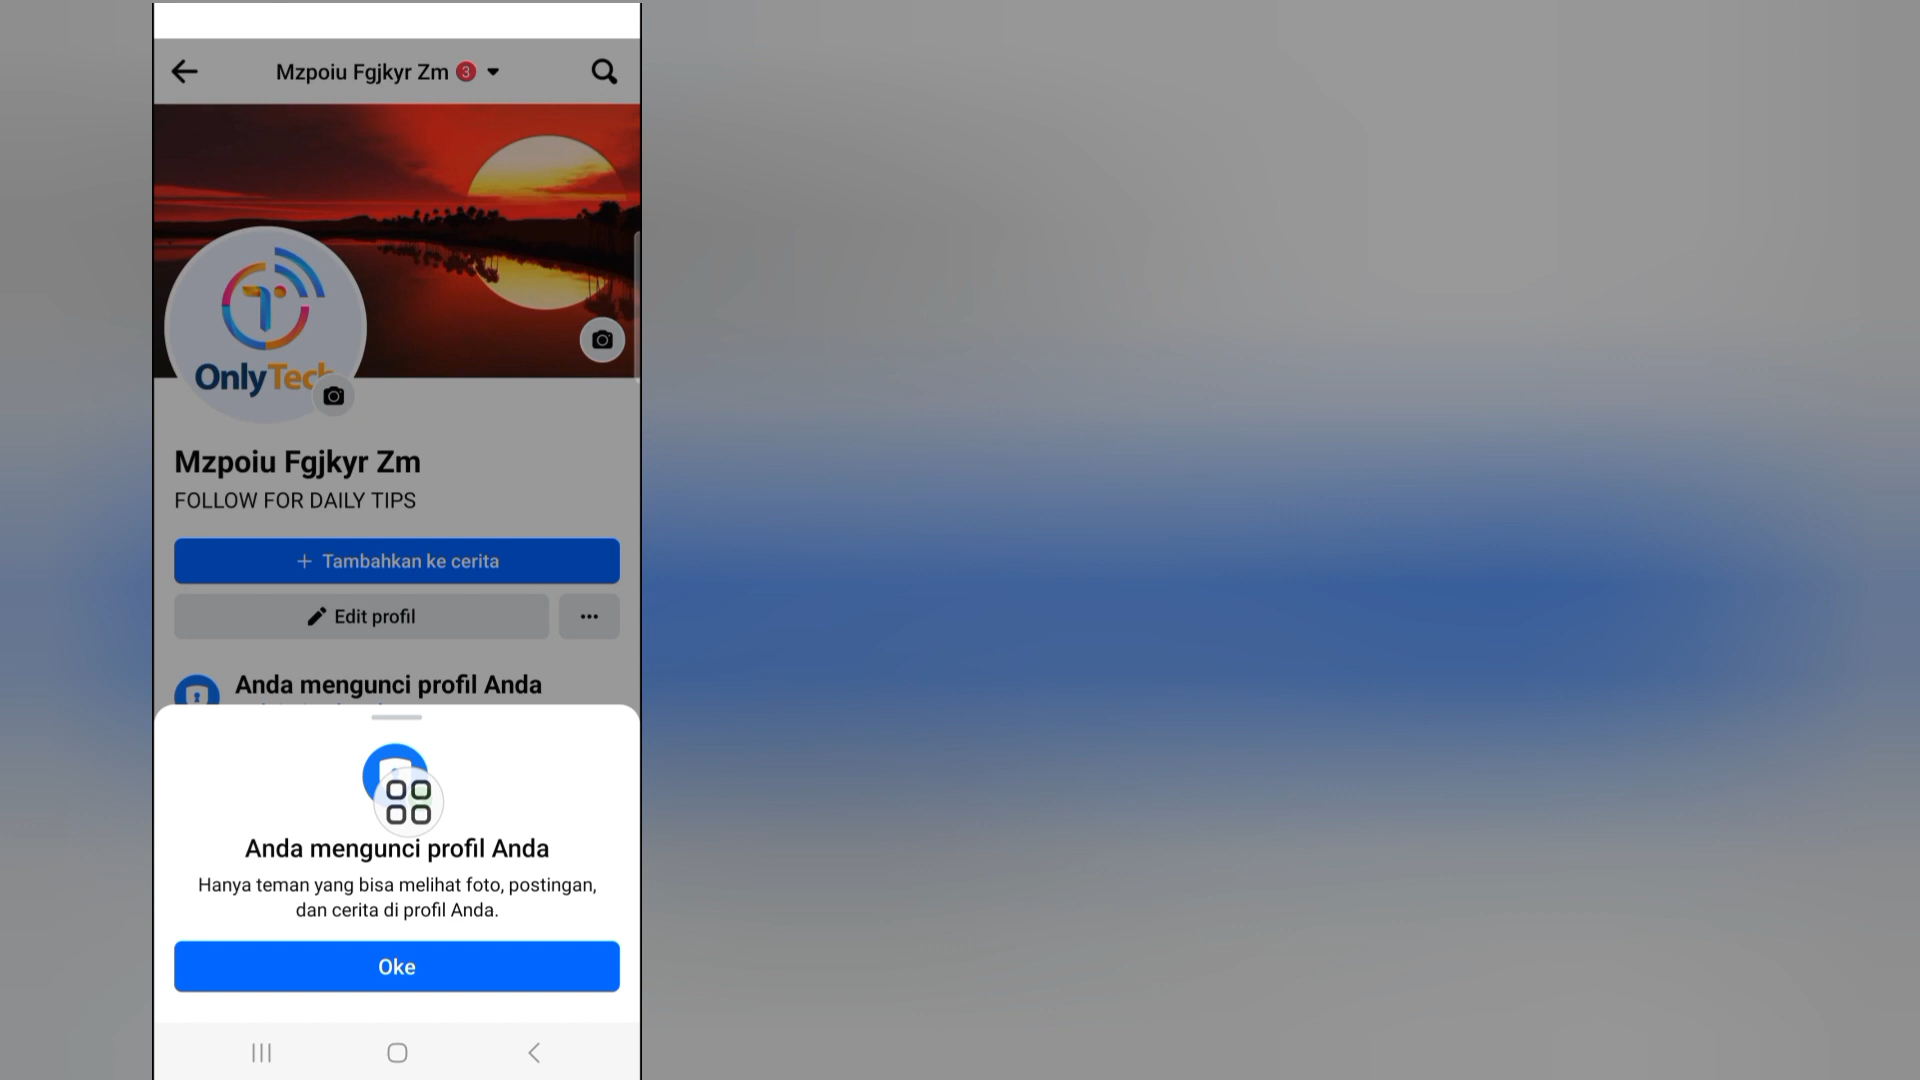 Mzpoiu Fgjkyr Zm 3
OnlyTech
Mzpoiu Fgjkyr Zm
FOLLOW FOR DAILY TIPS
+ Tambahkan ke cerita
Edit profil
Anda mengunci profil Anda
Anda mengunci profil Anda
Hanya teman yang bisa melihat foto, postingan,
dan cerita di profil Anda.
Oke